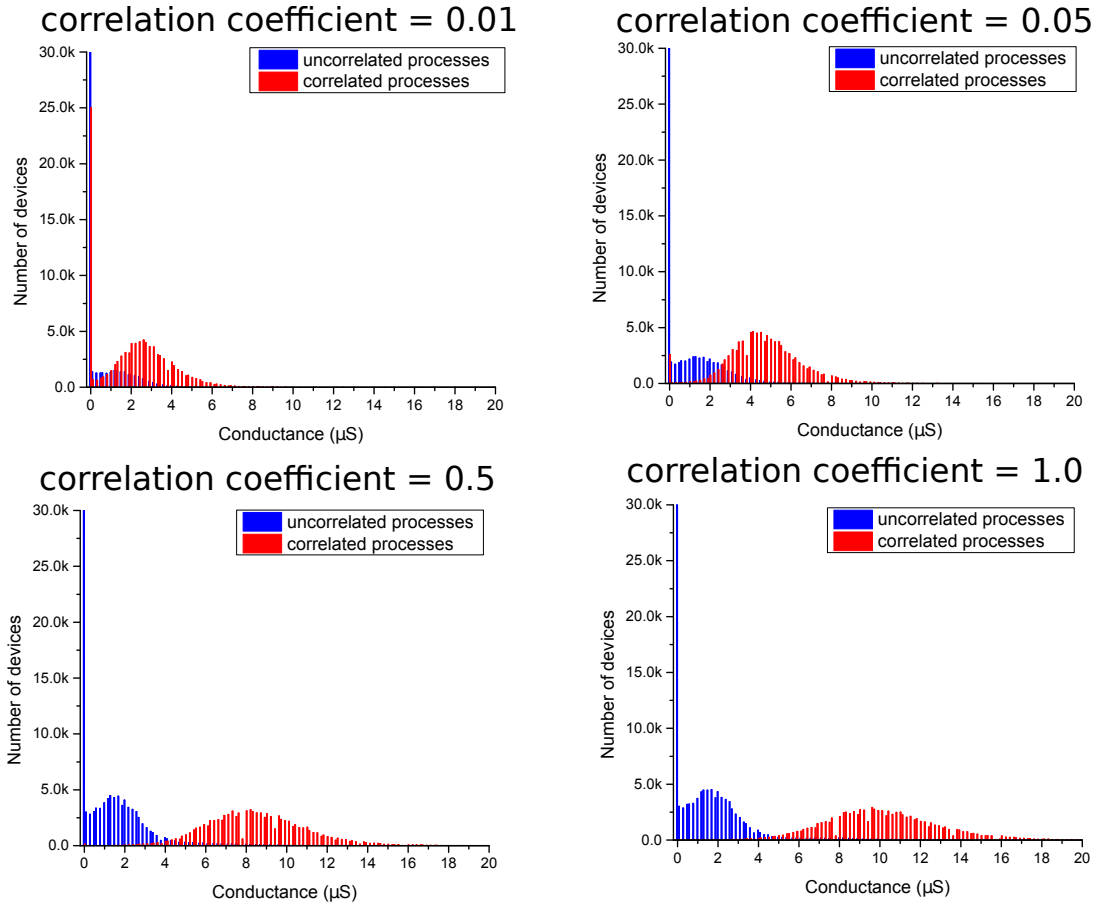 correlation coefficient = 0.01
30.0k
25.0k
20.0k
15.0k
10.0k
5.0k
0.0
Number of devices
uncorrelated processes
correlated processes
0 2 4 6 8 10 12 14 16 18 20
Conductance (µS)
correlation coefficient = 0.05
30.0k
25.0k
20.0k
15.0k
10.0k
5.0k
0.0
Number of devices
uncorrelated processes
correlated processes
0 2 4 6 8 10 12 14 16 18 20
Conductance (µS)
correlation coefficient = 0.5
30.0k
25.0k
20.0k
15.0k
10.0k
5.0k
0.0
Number of devices
uncorrelated processes
correlated processes
0 2 4 6 8 10 12 14 16 18 20
Conductance (µS)
correlation coefficient = 1.0
30.0k
25.0k
20.0k
15.0k
10.0k
5.0k
0.0
Number of devices
uncorrelated processes
correlated processes
0 2 4 6 8 10 12 14 16 18 20
Conductance (µS)